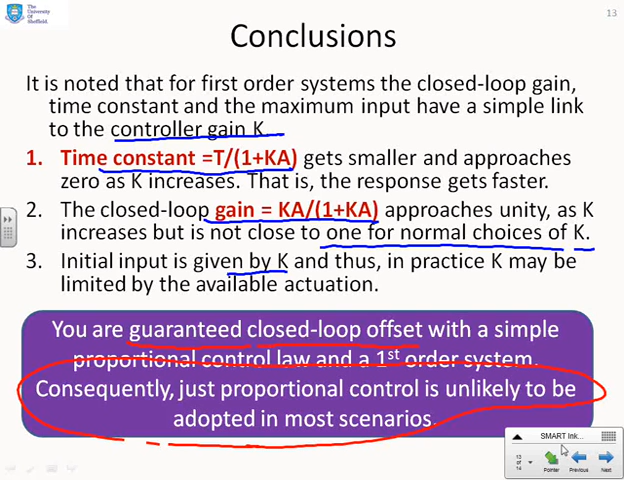 The
University
Of
Sheffield.
13
Conclusions
It is noted that for first order systems the closed-loop gain,
time constant and the maximum input have a simple link
to the controller gain K.
1. Time constant =T/(1+KA) gets smaller and approaches
zero as K increases. That is, the response gets faster.
2. The closed-loop gain = KA/(1+KA) approaches unity, as K
increases but is not close to one for normal choices of K.
3. Initial input is given by K and thus, in practice K may be
limited by the available actuation.
You are guaranteed closed-loop offset with a simple
proportional control law and a 1st order system.
Consequently, just proportional control is unlikely to be
adopted in most scenarios.
SMART Ink...
13
of
14
Pointer Previous Next